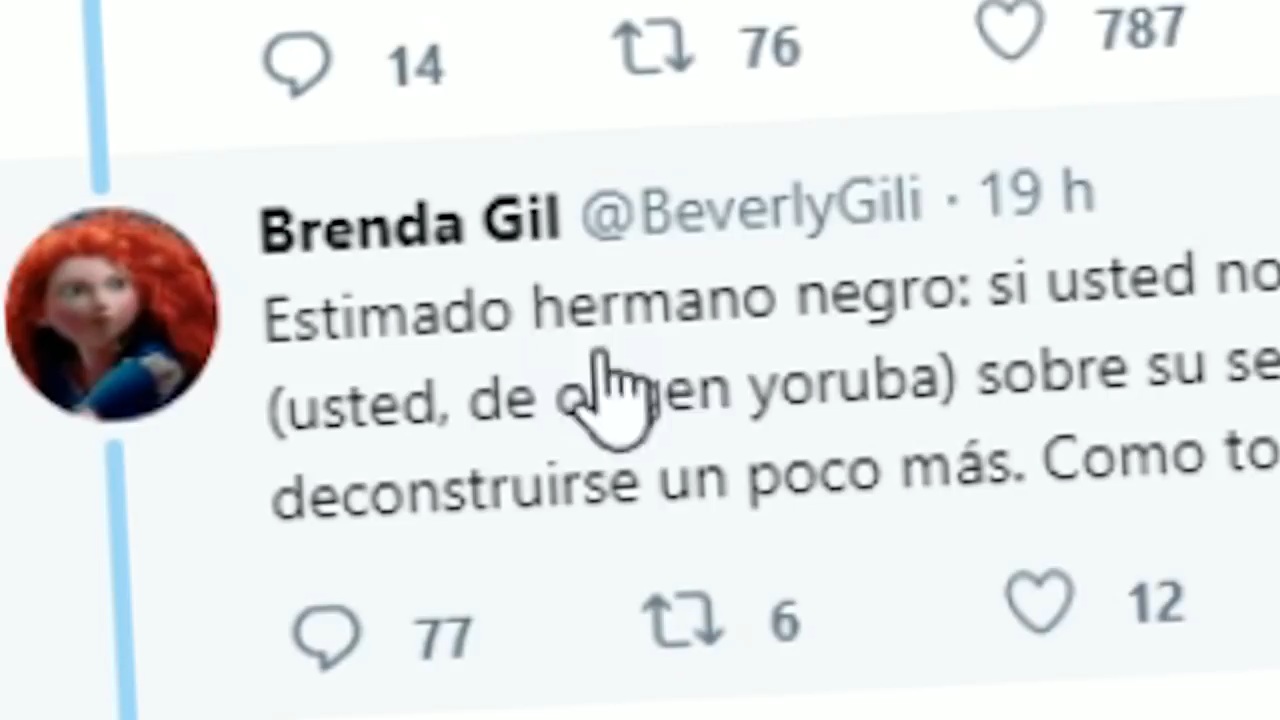 14 76 787
Brenda Gil @BeverlyGili · 19 h
Estimado hermano negro: si usted no
(usted, de yoruba) sobre su se
deconstruirse un poco más. Como to
77 6 12